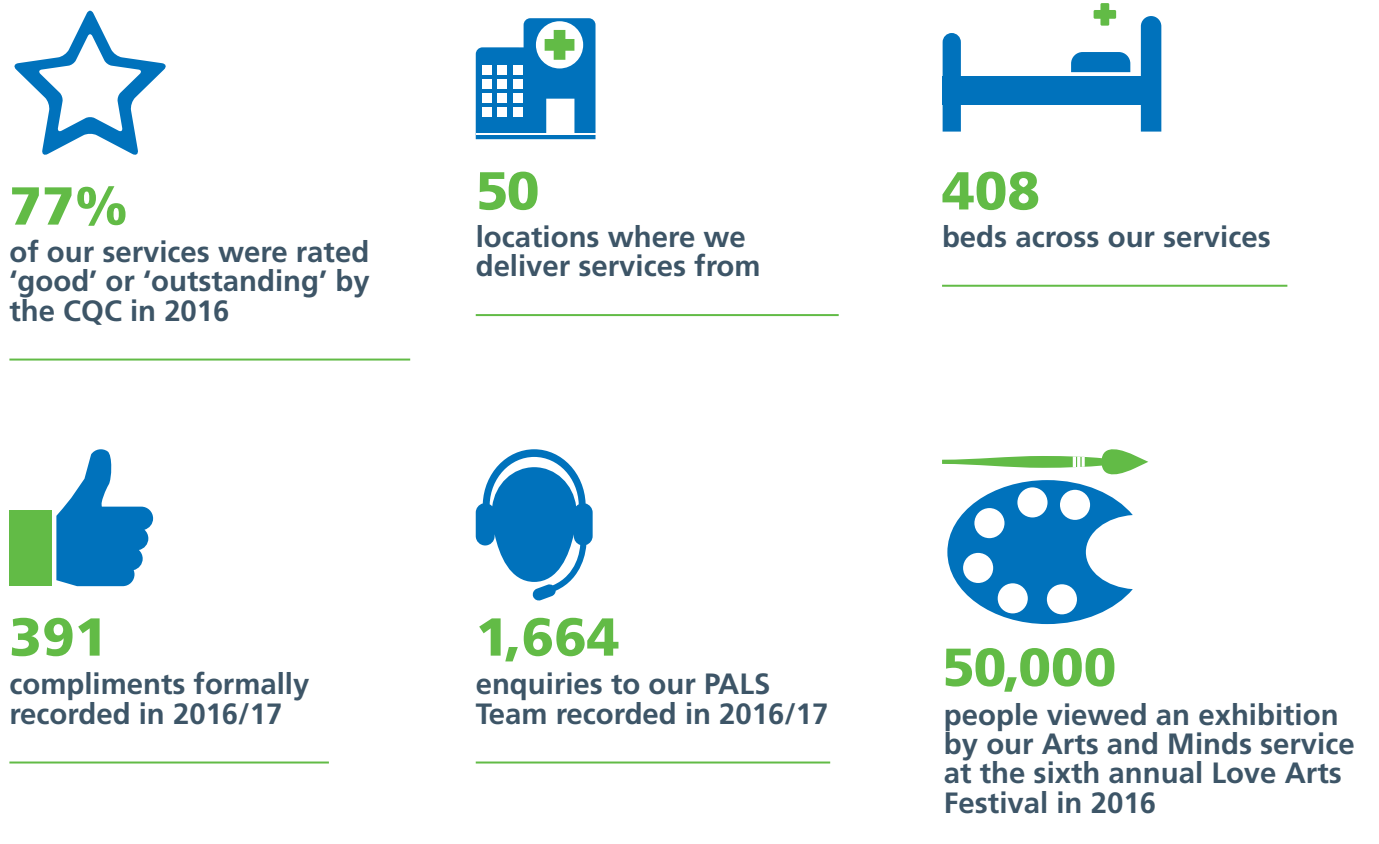 77%
of our services were rated
‘good’ or ‘outstanding’ by
the CQC in 2016
50
locations where we
deliver services from
408
beds across our services
391
compliments formally
recorded in 2016/17
1,664
enquiries to our PALS
Team recorded in 2016/17
50,000
people viewed an exhibition
by our Arts and Minds service
at the sixth annual Love Arts
Festival in 2016